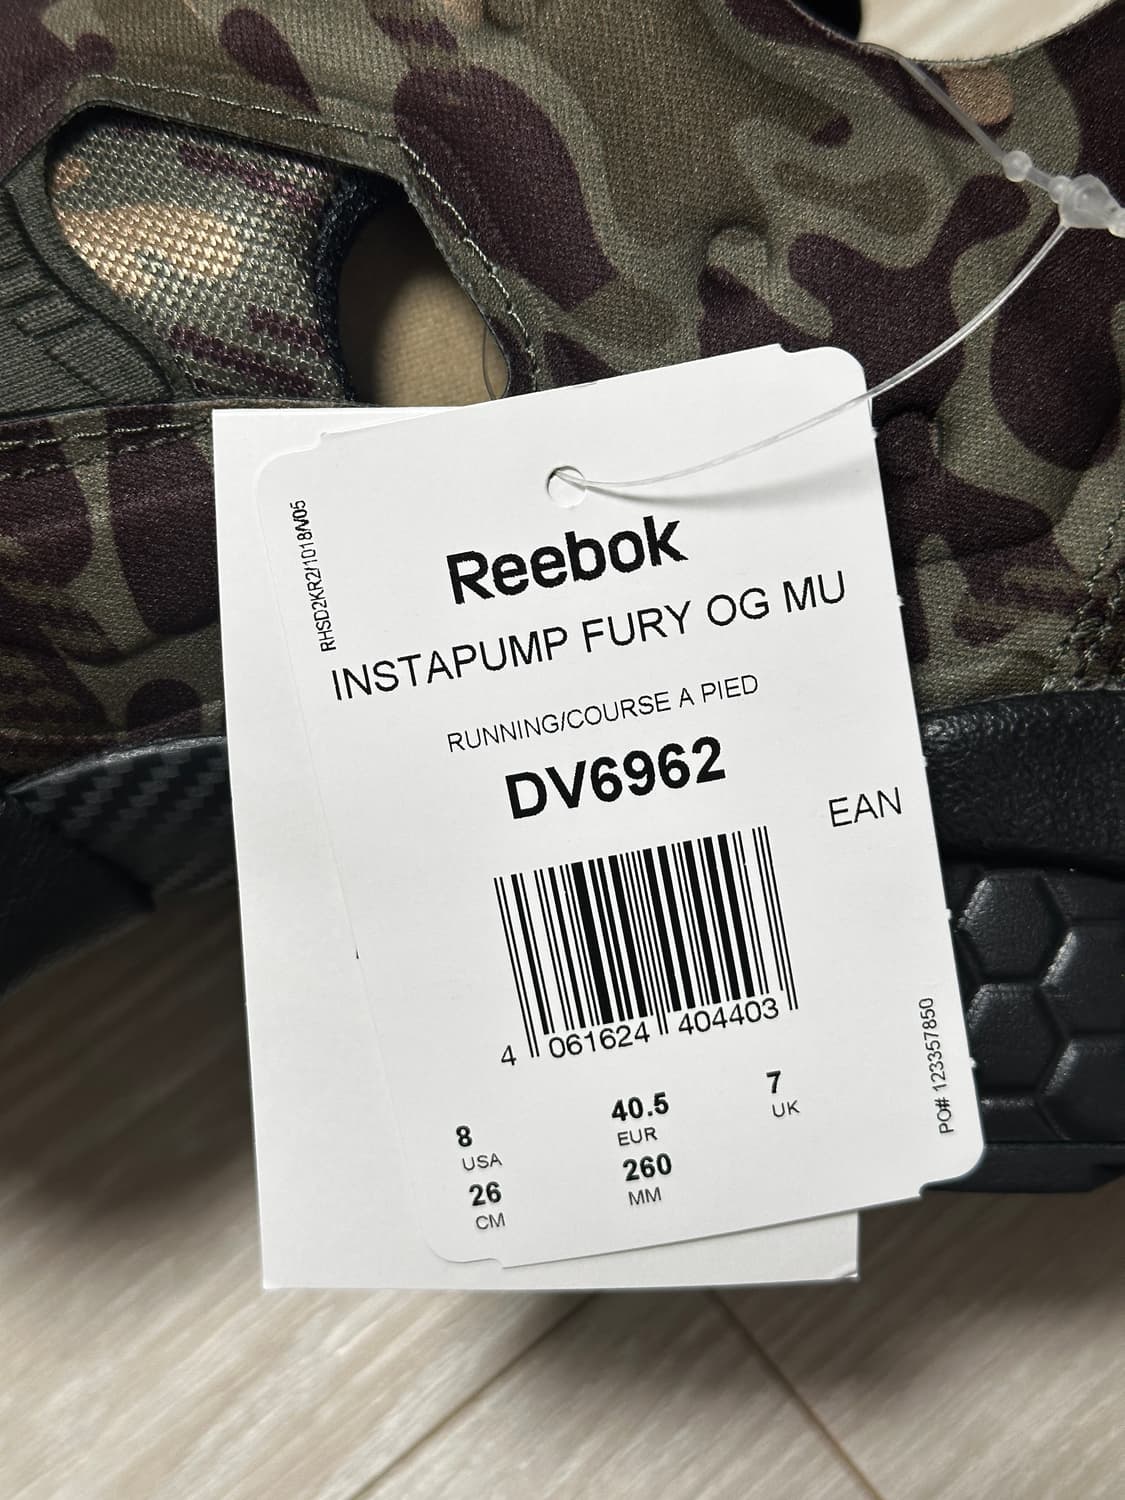 RHSD2KR2/1018/V05
Reebok
INSTAPUMP FURY OG MU
RUNNING/COURSE A PIED
DV6962
EAN
4 061624 404403
8 40.5 7
USA EUR UK
26 260
CM MM
PO# 123357850